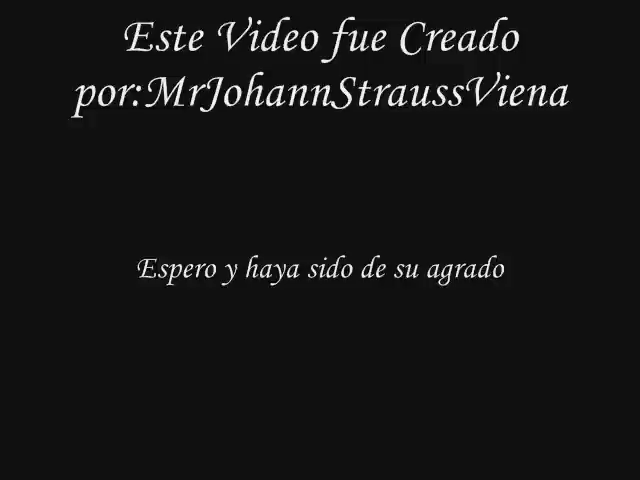 Este Video fue Creado
por:MrJohannStraussViena
Espero y haya sido de su agrado